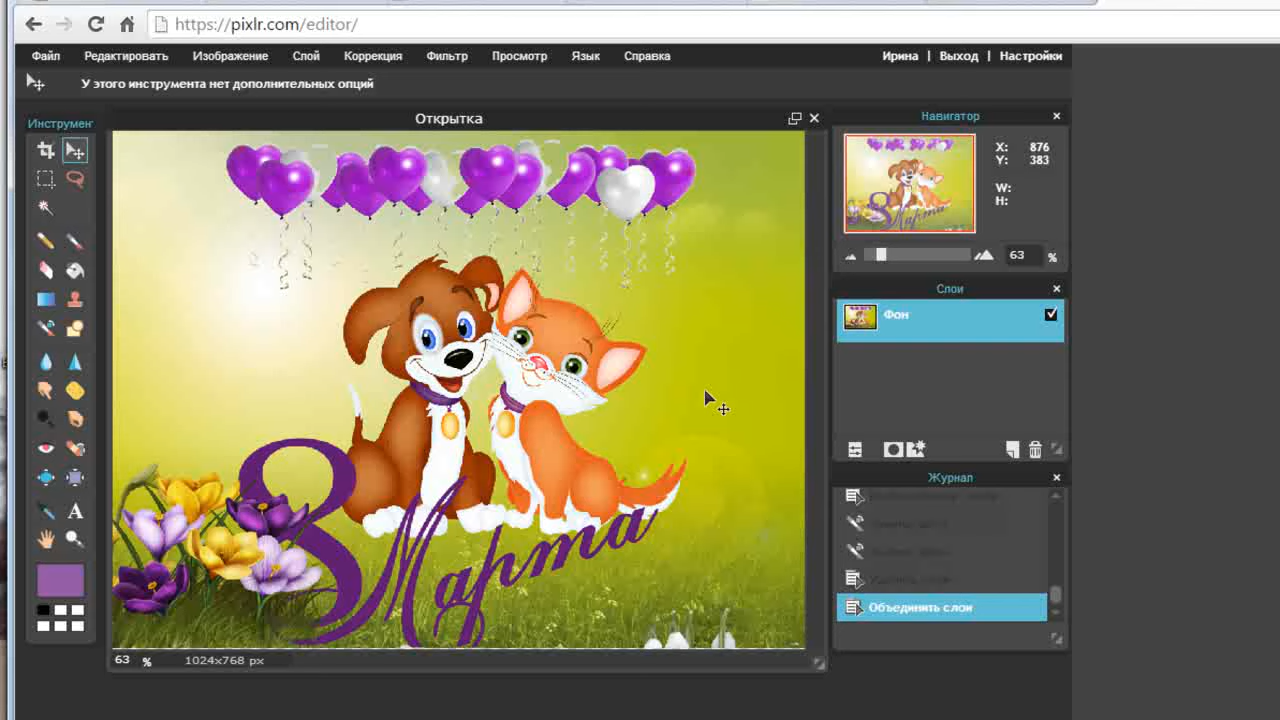 https://pixlr.com/editor/
Файл Редактировать Изображение Слой Коррекция Фильтр Просмотр Язык Справка Ирина | Выход | Настройки
У этого инструмента нет дополнительных опций
Инструмен
Открытка
Навигатор
X: 876
Y: 383
W:
H:
63 %
Слои
Фон
Журнал
Объединить слои
8 Марта
63 % 1024x768 px